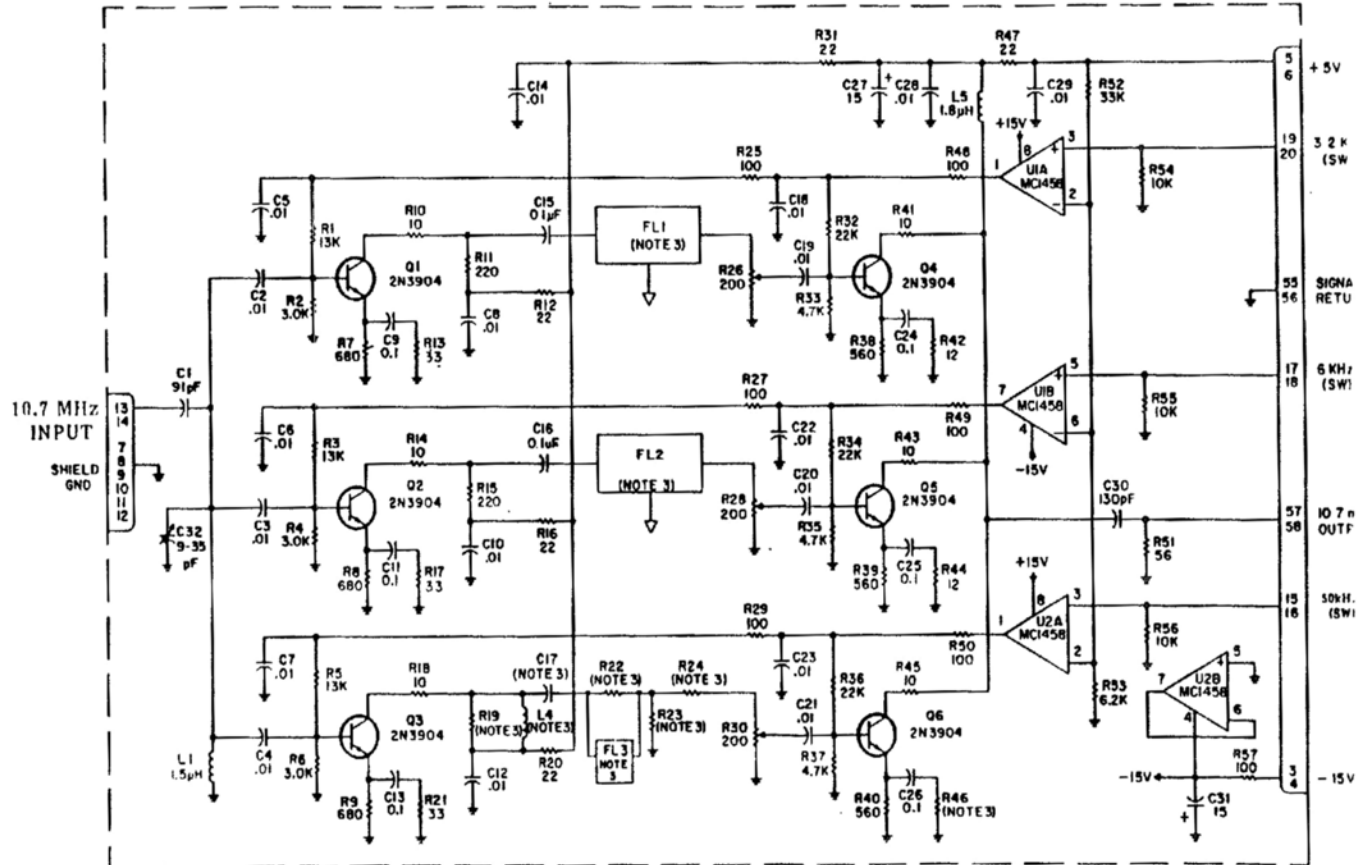 R31
22
R47
22
5
6
+ 5V
C14
.01
C27
15
+
C28
.01
L5
1.8µH
C29
.01
R52
33K
+15V
8
3
1
U1A
MC1458
+
2
−
19
20
3 2 K
(SW
R54
10K
R25
100
R48
100
C5
.01
R1
13K
R10
10
C15
0.1µF
FL1
(NOTE 3)
C18
.01
R32
22K
R41
10
C2
.01
R2
3.0K
Q1
2N3904
R11
220
R12
22
R26
200
C19
.01
R33
4.7K
Q4
2N3904
55
56
SIGNA
RETU
R7
680
C9
0.1
R13
33
C8
.01
R38
560
C24
0.1
R42
12
C1
91pF
10.7 MHz
INPUT
13
14
7
8
9
10
11
12
SHIELD
GND
C32
9-35
pF
R27
100
R49
100
7
U1B
MC1458
5
+
6
−
4
−15V
17
18
6 KHz
(SWI
R55
10K
C6
.01
R3
13K
R14
10
C16
0.1uF
FL2
(NOTE 3)
C22
.01
R34
22K
R43
10
C3
.01
R4
3.0K
Q2
2N3904
R15
220
R16
22
R28
200
C20
.01
R35
4.7K
Q5
2N3904
C30
130pF
57
58
10 7
OUTF
R51
56
R8
680
C11
0.1
R17
33
C10
.01
R39
560
C25
0.1
R44
12
+15V
8
3
1
U2A
MC1458
2
15
16
50kH.
(SWI
R56
10K
R29
100
R50
100
C7
.01
R5
13K
R18
10
C17
(NOTE 3)
R22
(NOTE 3)
R24
(NOTE 3)
C23
.01
R36
22K
R45
10
C4
.01
R6
3.0K
Q3
2N3904
R19
(NOTE3)
L4
(NOTE3)
R20
22
FL3
NOTE
3
R23
(NOTE 3)
R30
200
C21
.01
R37
4.7K
Q6
2N3904
R53
6.2K
7
U2B
MC1458
5
+
6
4
L1
1.5µH
R9
680
C13
0.1
R21
33
C12
.01
R40
560
C26
0.1
R46
(NOTE 3)
−15V
R57
100
3
4
− 15V
C31
15
+